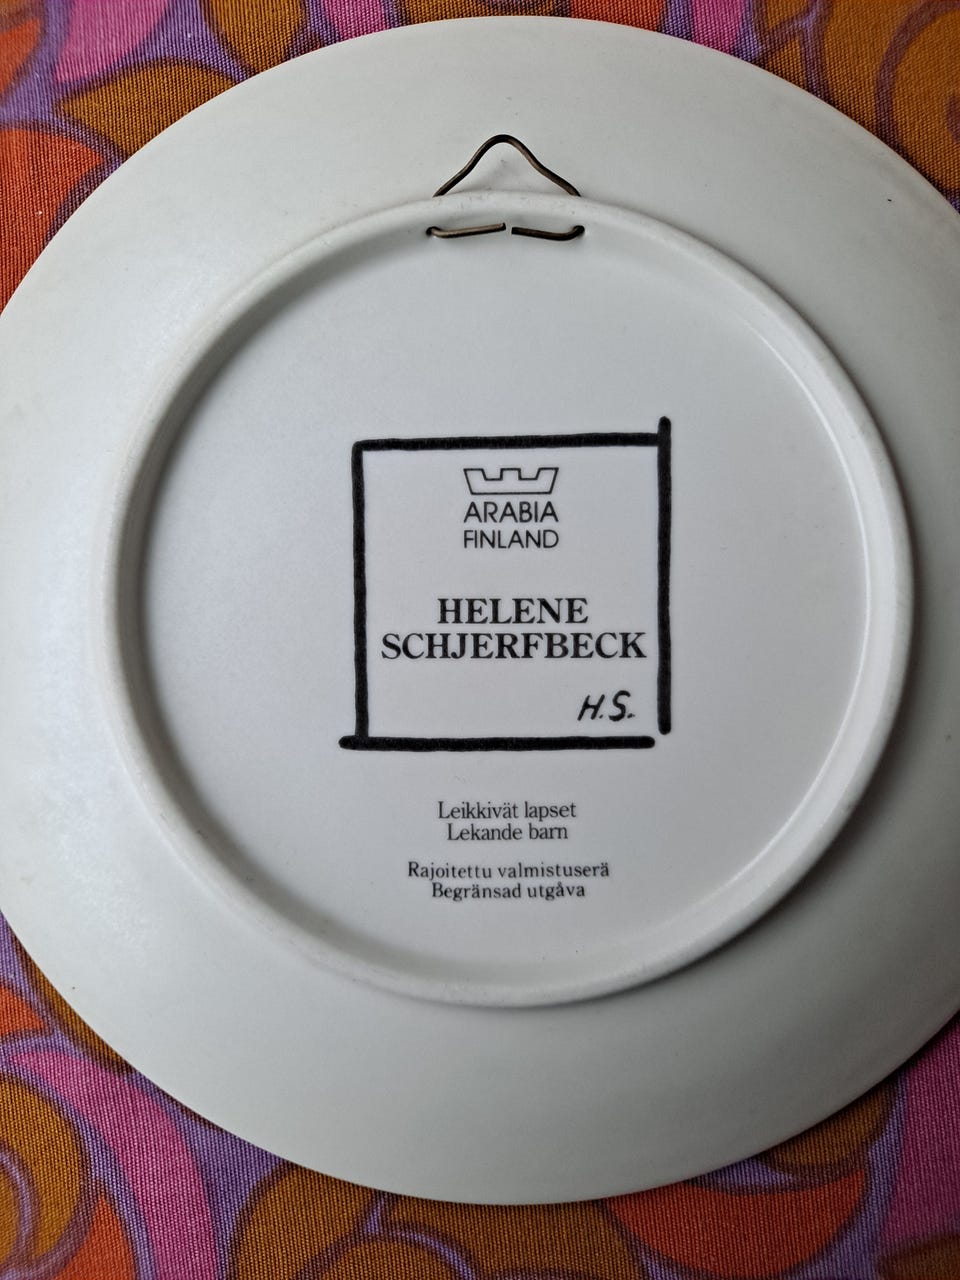 ARABIA
FINLAND
HELENE
SCHJERFBECK
H.S.
Leikkivät lapset
Lekande barn
Rajoitettu valmistuserä
Begränsad utgåva